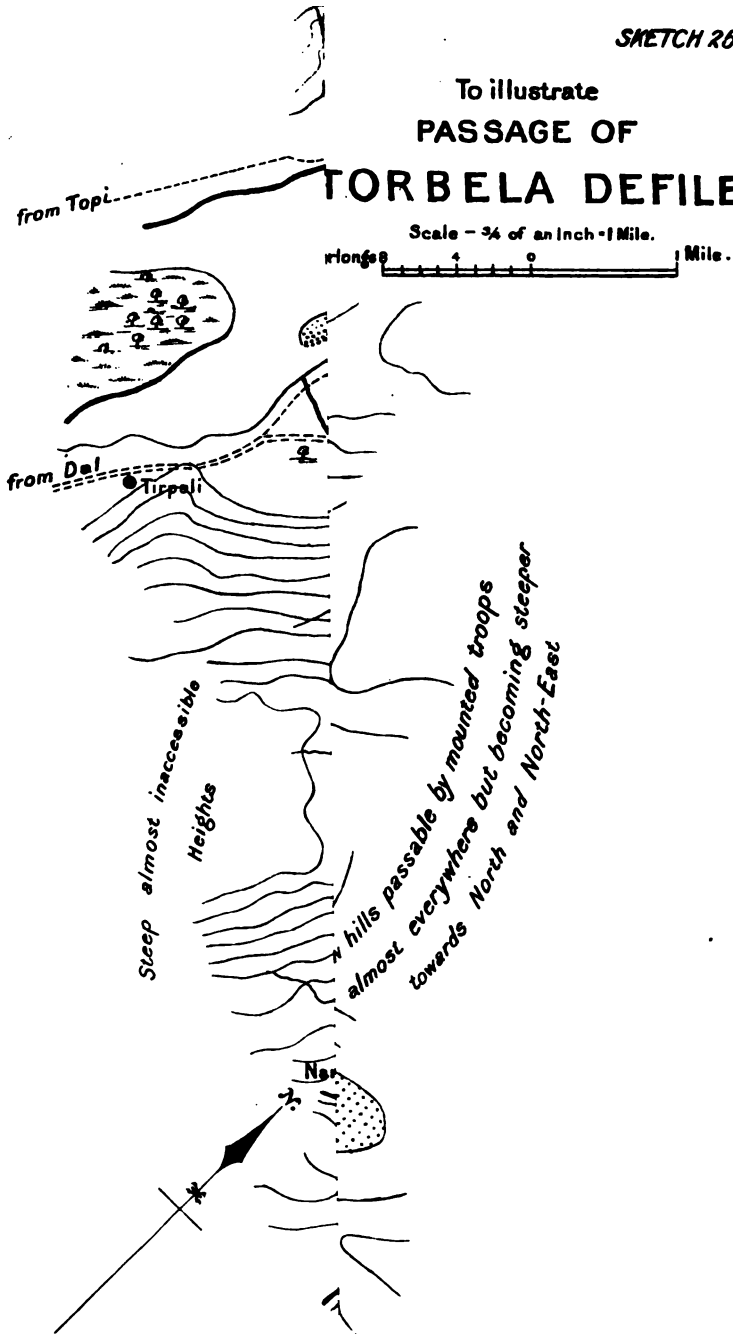 SKETCH 26
To illustrate
PASSAGE OF
TORBELA DEFILE
Scale - ¾ of an Inch = 1 Mile.
rlongs 8 4 0 1 Mile.
from Topi
from Dal
Tirpali
Steep almost inaccessible
Heights
hills passable by mounted troops
almost everywhere but becoming steeper
towards North and North-East
Nar
N.